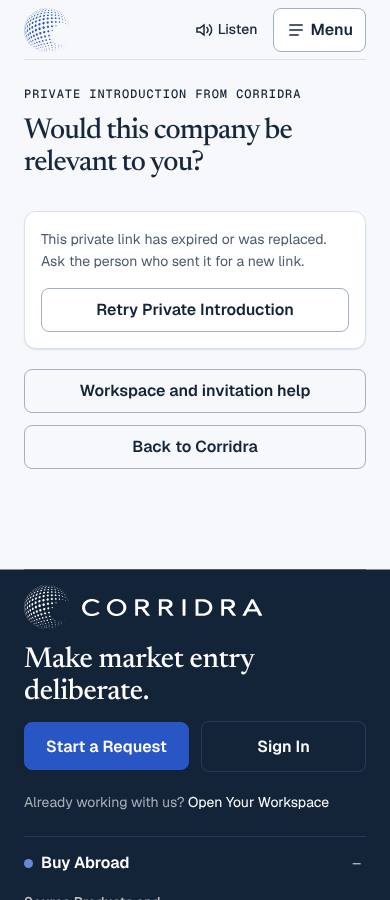 Listen
Menu
PRIVATE INTRODUCTION FROM CORRIDRA
Would this company be
relevant to you?
This private link has expired or was replaced.
Ask the person who sent it for a new link.
Retry Private Introduction
Workspace and invitation help
Back to Corridra
CORRIDRA
Make market entry
deliberate.
Start a Request
Sign In
Already working with us? Open Your Workspace
Buy Abroad
–